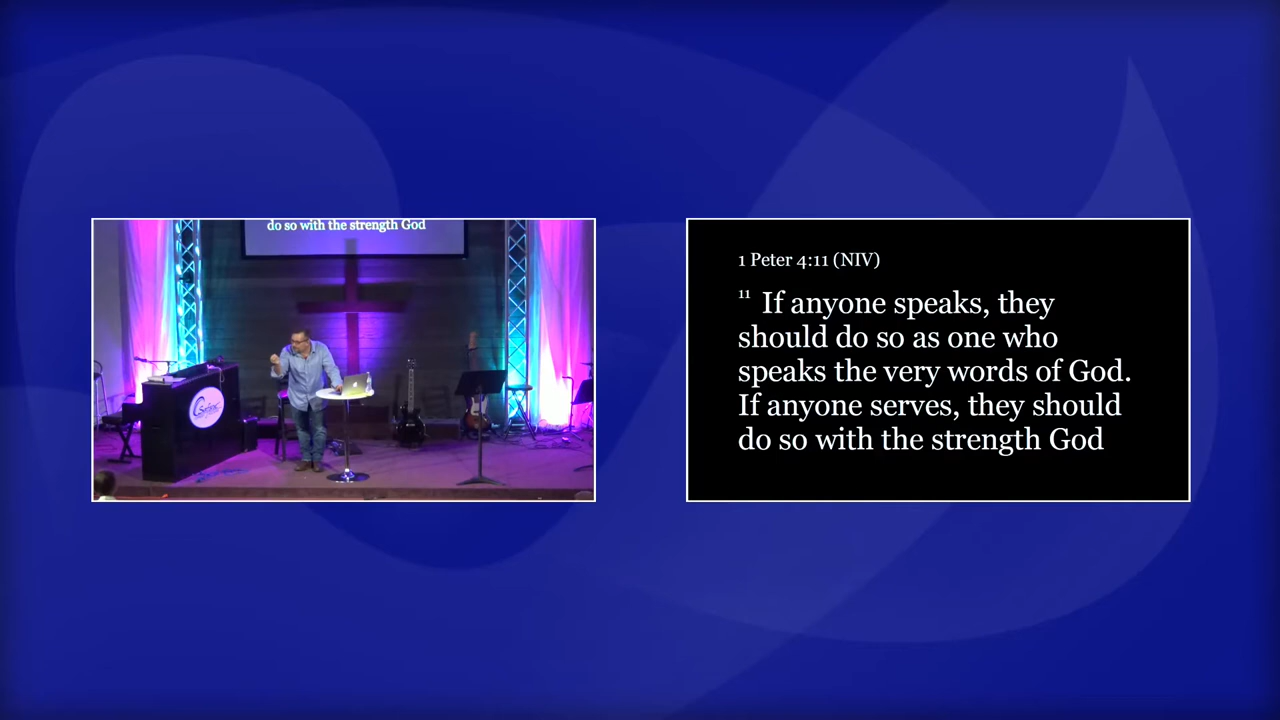 do so with the strength God
1 Peter 4:11 (NIV)
11 If anyone speaks, they
should do so as one who
speaks the very words of God.
If anyone serves, they should
do so with the strength God